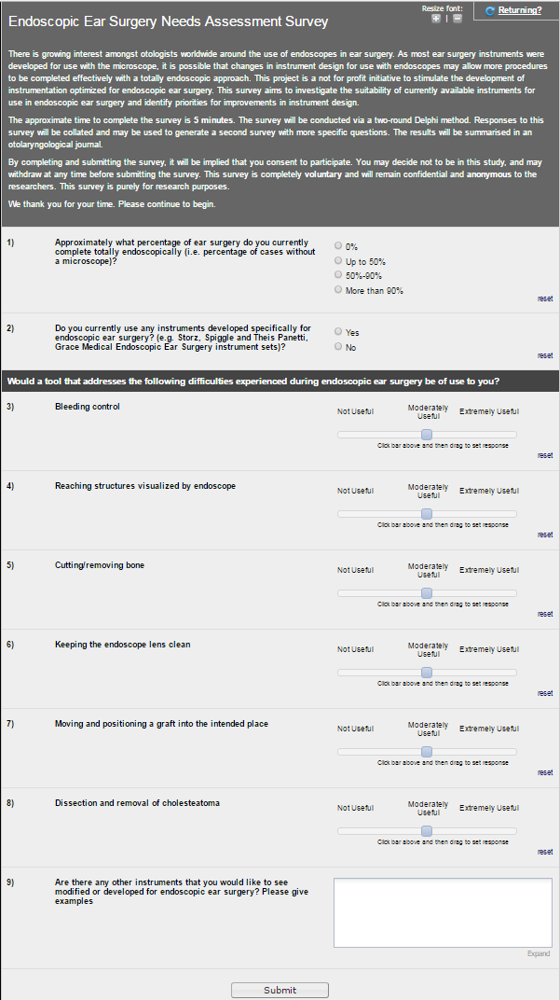 Resize font:
Returning?
Endoscopic Ear Surgery Needs Assessment Survey
+ | -
There is growing interest amongst otologists worldwide around the use of endoscopes in ear surgery. As most ear surgery instruments were
developed for use with the microscope, it is possible that changes in instrument design for use with endoscopes may allow more procedures
to be completed effectively with a totally endoscopic approach. This project is a not for profit initiative to stimulate the development of
instrumentation optimized for endoscopic ear surgery. This survey aims to investigate the suitability of currently available instruments for
use in endoscopic ear surgery and identify priorities for improvements in instrument design.
The approximate time to complete the survey is 5 minutes. The survey will be conducted via a two-round Delphi method. Responses to this
survey will be collated and may be used to generate a second survey with more specific questions. The results will be summarised in an
otolaryngological journal.
By completing and submitting the survey, it will be implied that you consent to participate. You may decide not to be in this study, and may
withdraw at any time before submitting the survey. This survey is completely voluntary and will remain confidential and anonymous to the
researchers. This survey is purely for research purposes.
We thank you for your time. Please continue to begin.
1)
Approximately what percentage of ear surgery do you currently
complete totally endoscopically (i.e. percentage of cases without
a microscope)?
0%
Up to 50%
50%-90%
More than 90%
reset
2)
Do you currently use any instruments developed specifically for
endoscopic ear surgery? (e.g. Storz, Spiggle and Theis Panetti,
Grace Medical Endoscopic Ear Surgery instrument sets)?
Yes
No
reset
Would a tool that addresses the following difficulties experienced during endoscopic ear surgery be of use to you?
3)
Bleeding control
Not Useful
Moderately
Useful
Extremely Useful
Click bar above and then drag to set response
reset
4)
Reaching structures visualized by endoscope
Not Useful
Moderately
Useful
Extremely Useful
Click bar above and then drag to set response
reset
5)
Cutting/removing bone
Not Useful
Moderately
Useful
Extremely Useful
Click bar above and then drag to set response
reset
6)
Keeping the endoscope lens clean
Not Useful
Moderately
Useful
Extremely Useful
Click bar above and then drag to set response
reset
7)
Moving and positioning a graft into the intended place
Not Useful
Moderately
Useful
Extremely Useful
Click bar above and then drag to set response
reset
8)
Dissection and removal of cholesteatoma
Not Useful
Moderately
Useful
Extremely Useful
Click bar above and then drag to set response
reset
9)
Are there any other instruments that you would like to see
modified or developed for endoscopic ear surgery? Please give
examples
Expand
Submit